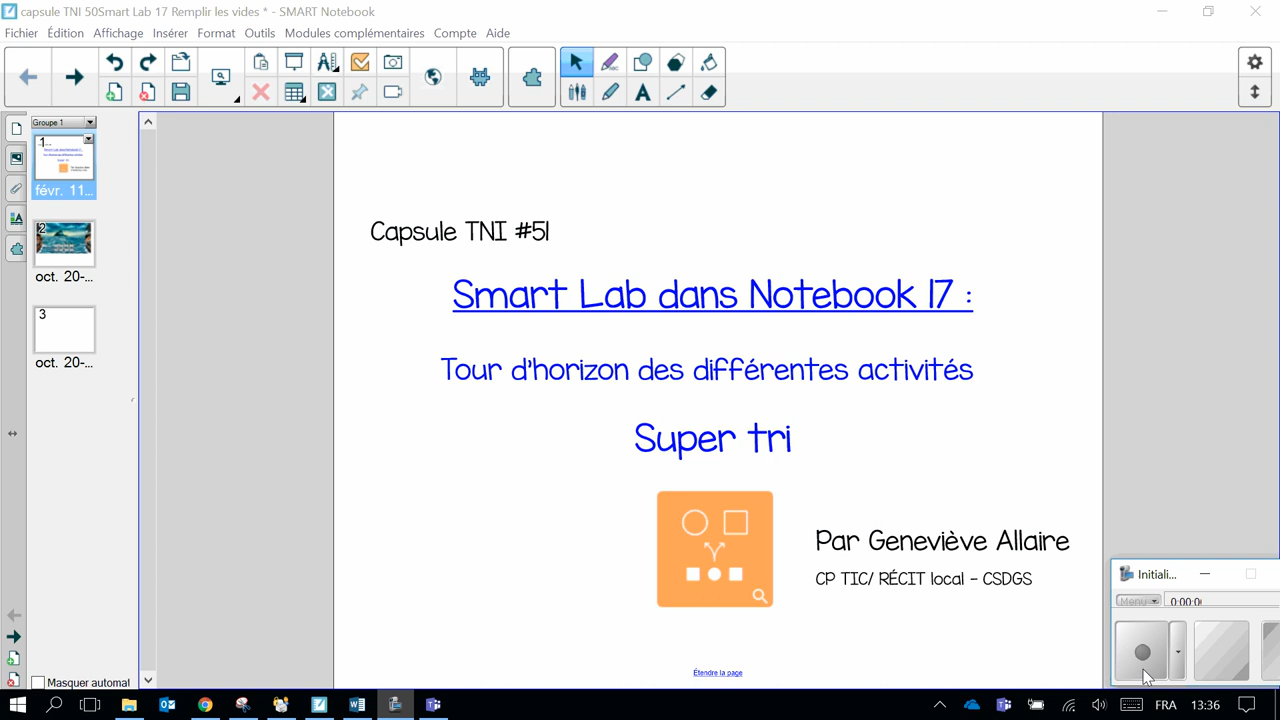 capsule TNI 50Smart Lab 17 Remplir les vides * - SMART Notebook
Fichier Édition Affichage Insérer Format Outils Modules complémentaires Compte Aide
Groupe 1
1
févr. 11...
2
oct. 20-...
3
oct. 20-...
Masquer automat
Capsule TNI #51
Smart Lab dans Notebook 17 :
Tour d'horizon des différentes activités
Super tri
Par Geneviève Allaire
CP TIC/ RÉCIT local - CSDGS
Étendre la page
Initiali...
Menu
0:00:0
FRA 13:36